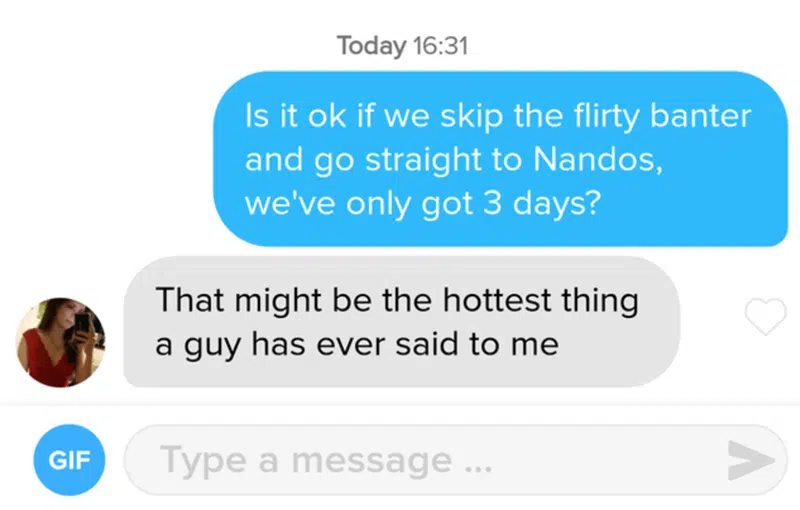 Today 16:31
Is it ok if we skip the flirty banter
and go straight to Nandos,
we've only got 3 days?
That might be the hottest thing
a guy has ever said to me
GIF
Type a message ...